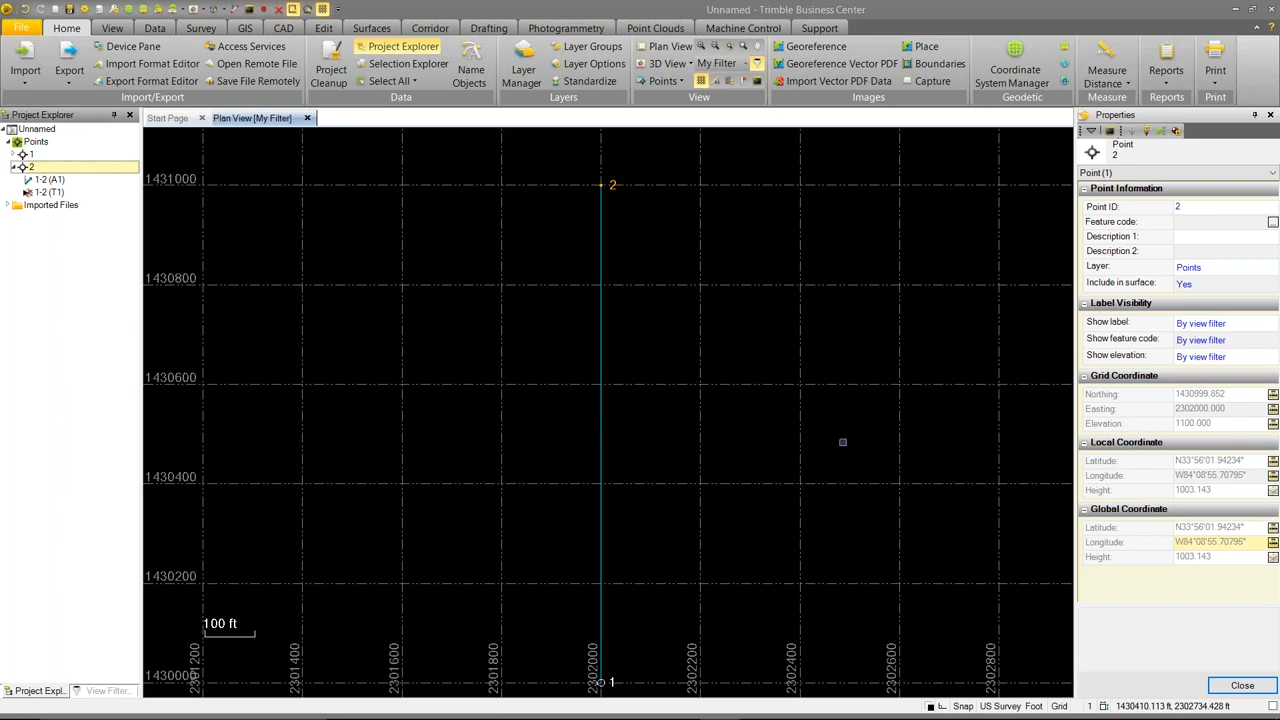 Unnamed - Trimble Business Center
File Home View Data Survey GIS CAD Edit Surfaces Corridor Drafting Photogrammetry Point Clouds Machine Control Support
Import Export Device Pane Access Services
Import Format Editor Open Remote File
Export Format Editor Save File Remotely
Import/Export
Project Cleanup Project Explorer
Selection Explorer
Select All
Name Objects
Data
Layer Manager Layer Groups
Layer Options
Standardize
Layers
Plan View
3D View My Filter
Points
View
Georeference Place
Georeference Vector PDF Boundaries
Import Vector PDF Data Capture
Images
Coordinate System Manager
Geodetic
Measure Distance
Measure
Reports
Reports
Print
Print
Project Explorer
Unnamed
Points
1
2
1-2 (A1)
1-2 (T1)
Imported Files
Project Expl..
View Filter...
Start Page Plan View [My Filter]
1431000
2
1430800
1430600
1430400
1430200
100 ft
1430000
1
2301200 2301400 2301600 2301800 2302000 2302200 2302400 2302600 2302800
Properties
Point
2
Point (1)
Point Information
Point ID: 2
Feature code:
Description 1:
Description 2:
Layer: Points
Include in surface: Yes
Label Visibility
Show label: By view filter
Show feature code: By view filter
Show elevation: By view filter
Grid Coordinate
Northing: 1430999.852
Easting: 2302000.000
Elevation: 1100.000
Local Coordinate
Latitude: N33°56'01.94234"
Longitude: W84°08'55.70795"
Height: 1003.143
Global Coordinate
Latitude: N33°56'01.94234"
Longitude: W84°08'55.70795"
Height: 1003.143
Close
Snap US Survey Foot Grid 1 1430410.113 ft, 2302734.428 ft